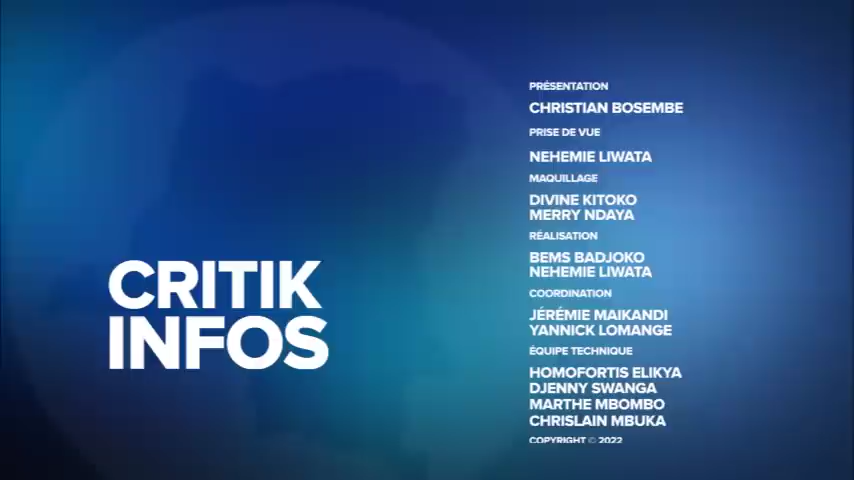 CRITIK
INFOS
PRÉSENTATION
CHRISTIAN BOSEMBE
PRISE DE VUE
NEHEMIE LIWATA
MAQUILLAGE
DIVINE KITOKO
MERRY NDAYA
RÉALISATION
BEMS BADJOKO
NEHEMIE LIWATA
COORDINATION
JÉRÉMIE MAIKANDI
YANNICK LOMANGE
ÉQUIPE TECHNIQUE
HOMOFORTIS ELIKYA
DJENNY SWANGA
MARTHE MBOMBO
CHRISLAIN MBUKA
COPYRIGHT © 2022